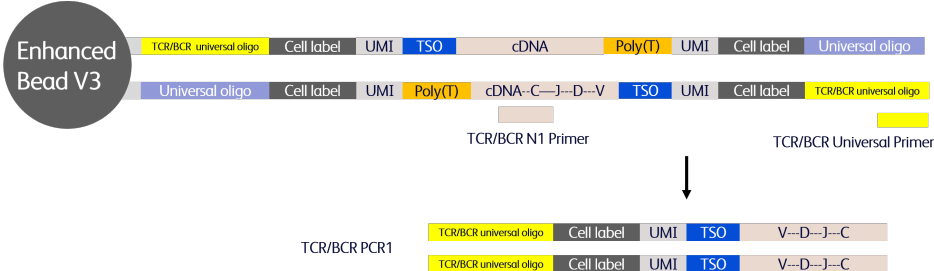 Enhanced
Bead V3
TCR/BCR universal oligo Cell label UMI TSO cDNA Poly(T) UMI Cell label Universal oligo
Universal oligo Cell label UMI Poly(T) cDNA--C—J---D---V TSO UMI Cell label TCR/BCR universal oligo
TCR/BCR N1 Primer TCR/BCR Universal Primer
TCR/BCR PCR1
TCR/BCR universal oligo Cell label UMI TSO V---D---J---C
TCR/BCR universal oligo Cell label UMI TSO V---D---J---C